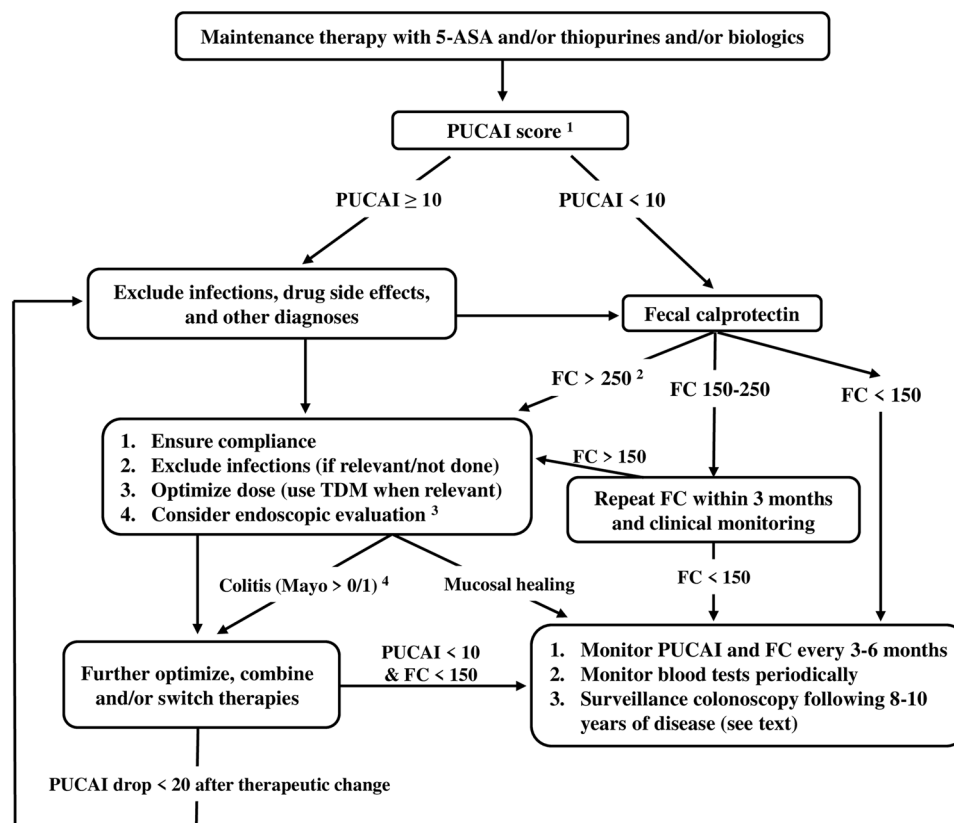 Maintenance therapy with 5-ASA and/or thiopurines and/or biologics
PUCAI score ¹
PUCAI ≥ 10
PUCAI < 10
Exclude infections, drug side effects,
and other diagnoses
Fecal calprotectin
FC > 250 ²
FC 150-250
FC < 150
1. Ensure compliance
2. Exclude infections (if relevant/not done)
3. Optimize dose (use TDM when relevant)
4. Consider endoscopic evaluation ³
FC > 150
Repeat FC within 3 months
and clinical monitoring
FC < 150
Colitis (Mayo > 0/1) ⁴
Mucosal healing
Further optimize, combine
and/or switch therapies
PUCAI < 10
& FC < 150
1. Monitor PUCAI and FC every 3-6 months
2. Monitor blood tests periodically
3. Surveillance colonoscopy following 8-10
years of disease (see text)
PUCAI drop < 20 after therapeutic change